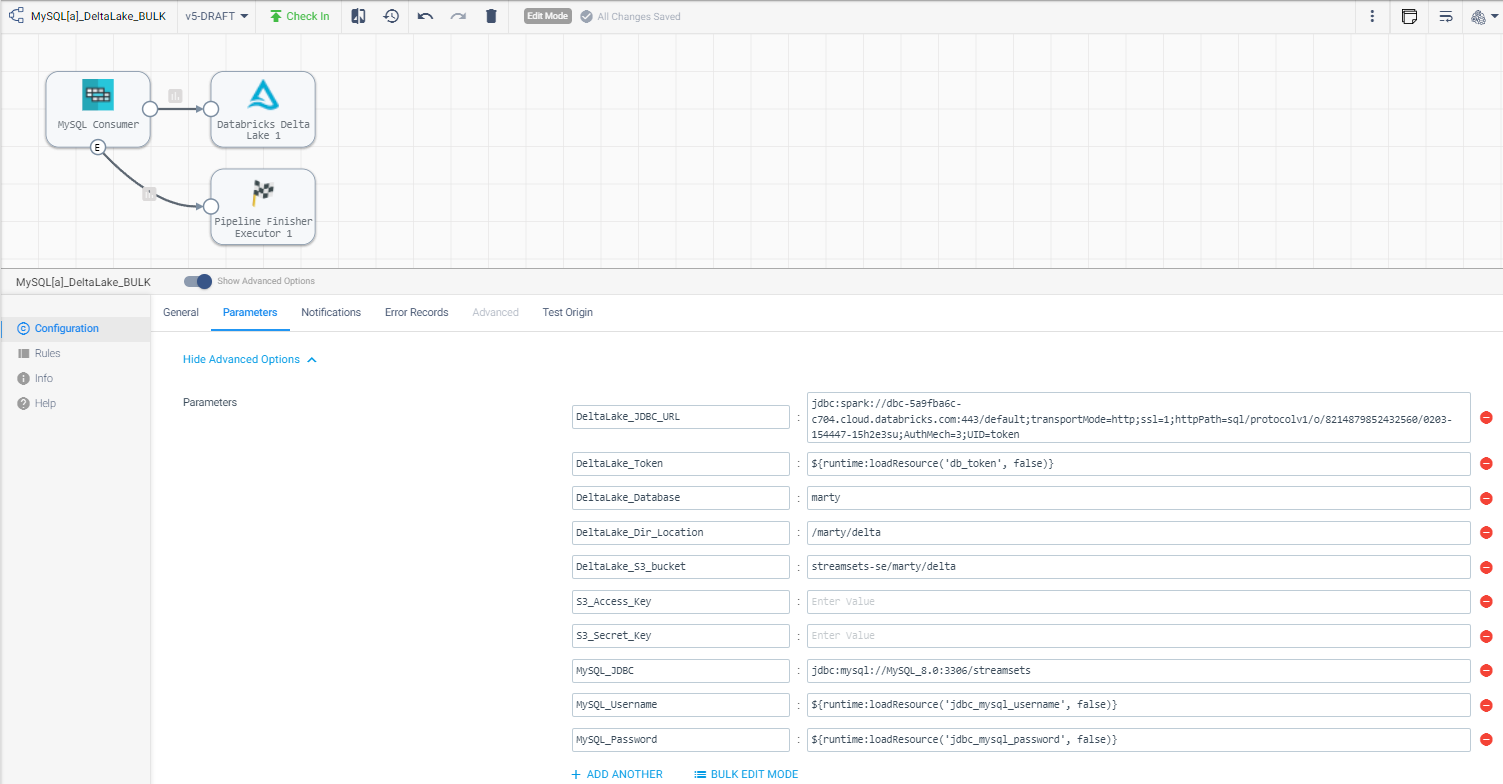 MySQL[a]_DeltaLake_BULK
v5-DRAFT
Check In
Edit Mode
All Changes Saved
MySQL Consumer
E
Databricks Delta
Lake 1
Pipeline Finisher
Executor 1
MySQL[a]_DeltaLake_BULK
Show Advanced Options
Configuration
Rules
Info
Help
General
Parameters
Notifications
Error Records
Advanced
Test Origin
Hide Advanced Options
Parameters
DeltaLake_JDBC_URL
:
jdbc:spark://dbc-5a9fba6c-
c704.cloud.databricks.com:443/default;transportMode=http;ssl=1;httpPath=sql/protocolv1/o/8214879852432560/0203-
154447-15h2e3su;AuthMech=3;UID=token
DeltaLake_Token : ${runtime:loadResource('db_token', false)}
DeltaLake_Database : marty
DeltaLake_Dir_Location : /marty/delta
DeltaLake_S3_bucket : streamsets-se/marty/delta
S3_Access_Key : Enter Value
S3_Secret_Key : Enter Value
MySQL_JDBC : jdbc:mysql://MySQL_8.0:3306/streamsets
MySQL_Username : ${runtime:loadResource('jdbc_mysql_username', false)}
MySQL_Password : ${runtime:loadResource('jdbc_mysql_password', false)}
+ ADD ANOTHER
BULK EDIT MODE